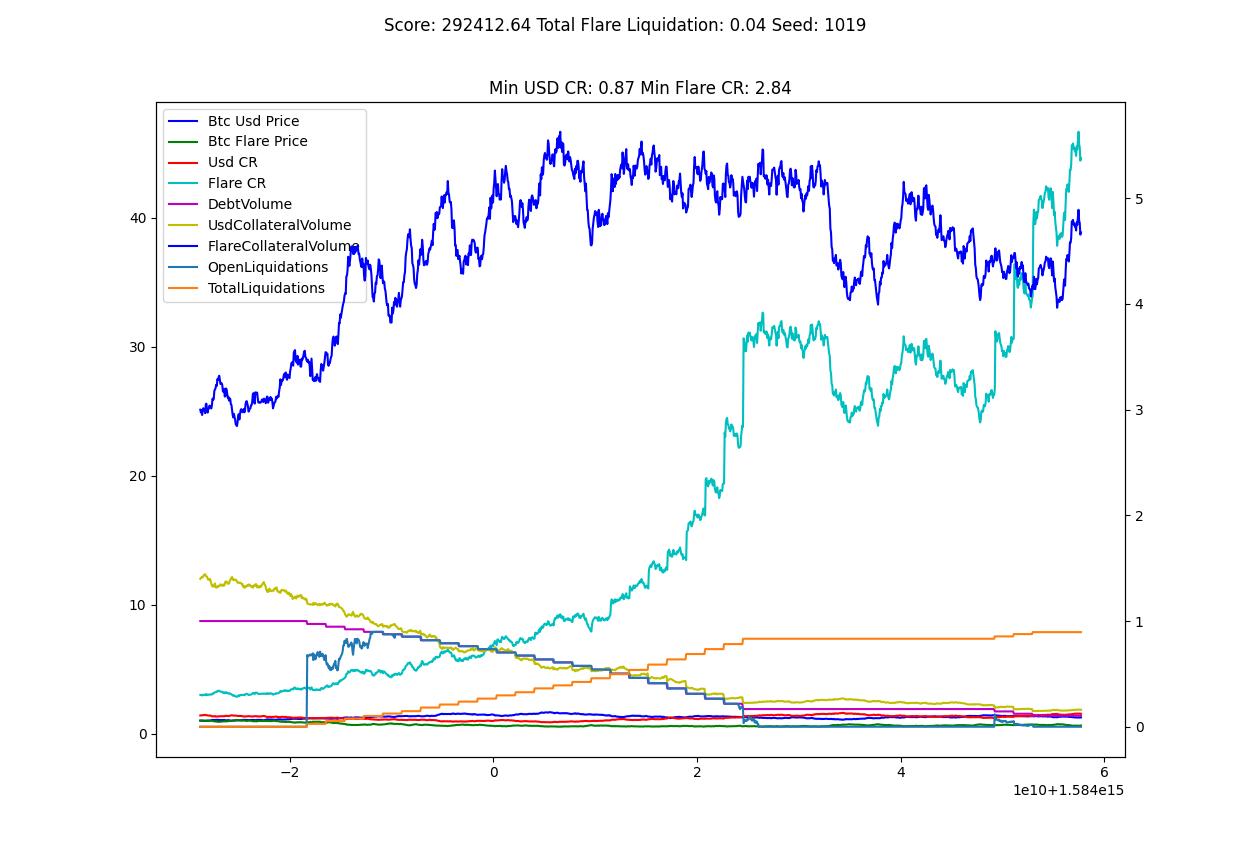 Score: 292412.64 Total Flare Liquidation: 0.04 Seed: 1019
Min USD CR: 0.87 Min Flare CR: 2.84
Btc Usd Price
Btc Flare Price
Usd CR
Flare CR
DebtVolume
UsdCollateralVolume
FlareCollateralVolume
OpenLiquidations
TotalLiquidations
40
30
20
10
0
5
4
3
2
1
0
−2
0
2
4
6
1e10+1.584e15